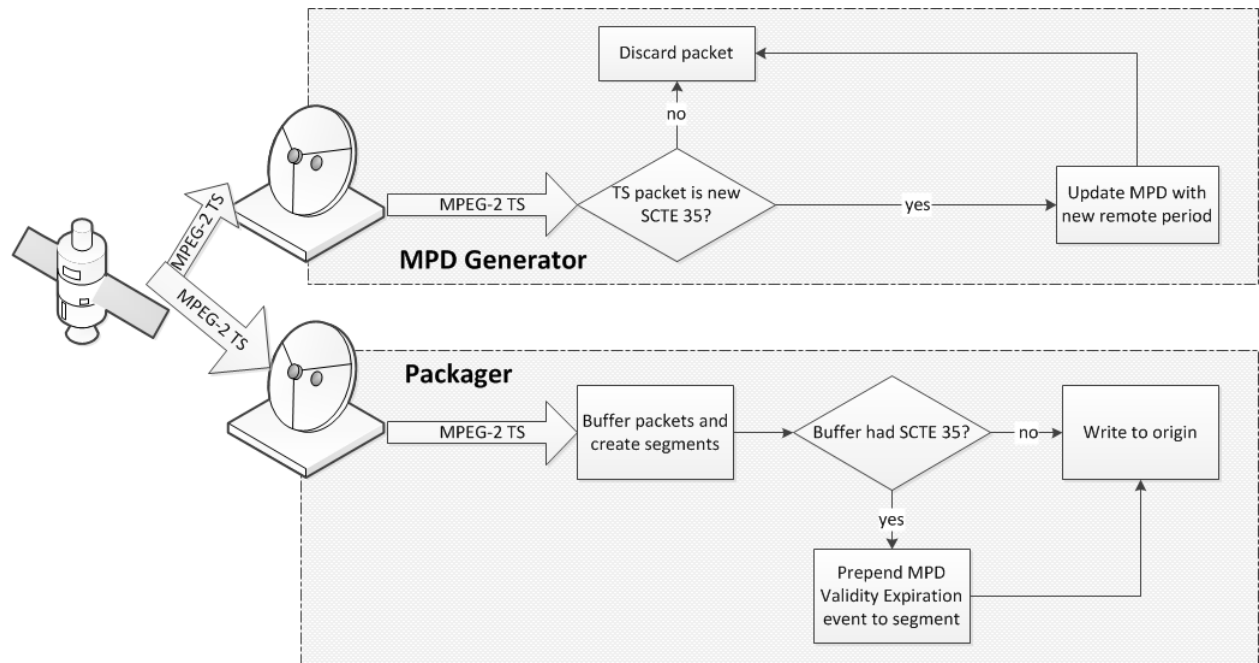 Discard packet
no
MPEG-2 TS
TS packet is new
SCTE 35?
yes
Update MPD with
new remote period
MPD Generator
MPEG-2 TS
MPEG-2 TS
Packager
MPEG-2 TS
Buffer packets and
create segments
Buffer had SCTE 35?
no
Write to origin
yes
Prepend MPD
Validity Expiration
event to segment